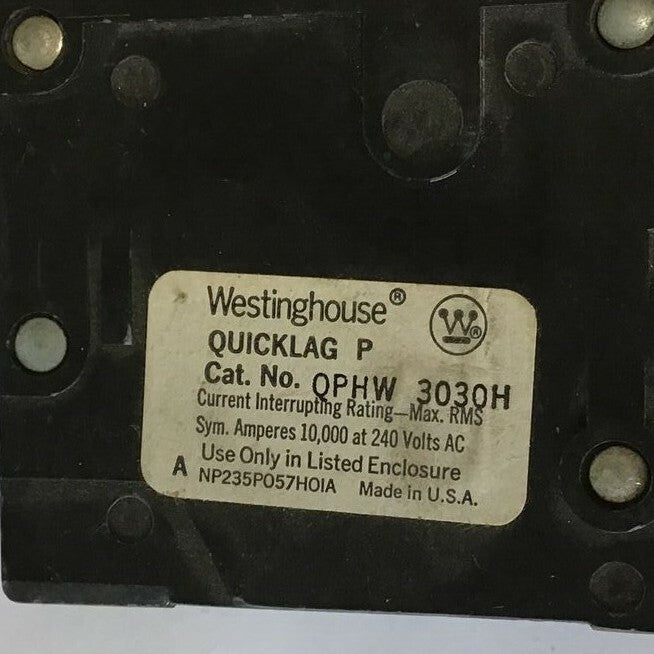 Westinghouse®
W®
QUICKLAG P
Cat. No. QPHW 3030H
Current Interrupting Rating—Max. RMS
Sym. Amperes 10,000 at 240 Volts AC
Use Only in Listed Enclosure
A NP235P057H01A Made in U.S.A.